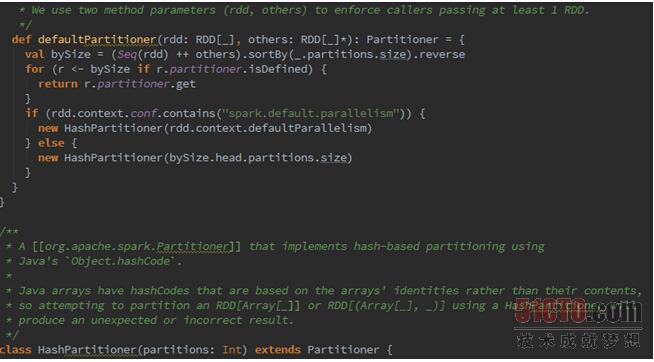 * We use two method parameters (rdd, others) to enforce callers passing at least 1 RDD.
 */
def defaultPartitioner(rdd: RDD[_], others: RDD[_]*): Partitioner = {
  val bySize = (Seq(rdd) ++ others).sortBy(_.partitions.size).reverse
  for (r <- bySize if r.partitioner.isDefined) {
    return r.partitioner.get
  }
  if (rdd.context.conf.contains("spark.default.parallelism")) {
    new HashPartitioner(rdd.context.defaultParallelism)
  } else {
    new HashPartitioner(bySize.head.partitions.size)
  }
}
}
/**
 * A [[org.apache.spark.Partitioner]] that implements hash-based partitioning using
 * Java's `Object.hashCode`.
 *
 * Java arrays have hashCodes that are based on the arrays' identities rather than their contents,
 * so attempting to partition an RDD[Array[_]] or RDD[(Array[_], _)] using a HashPartitioner will
 * produce an unexpected or incorrect result.
 */
class HashPartitioner(partitions: Int) extends Partitioner {
51CTO.com
技术成就梦想